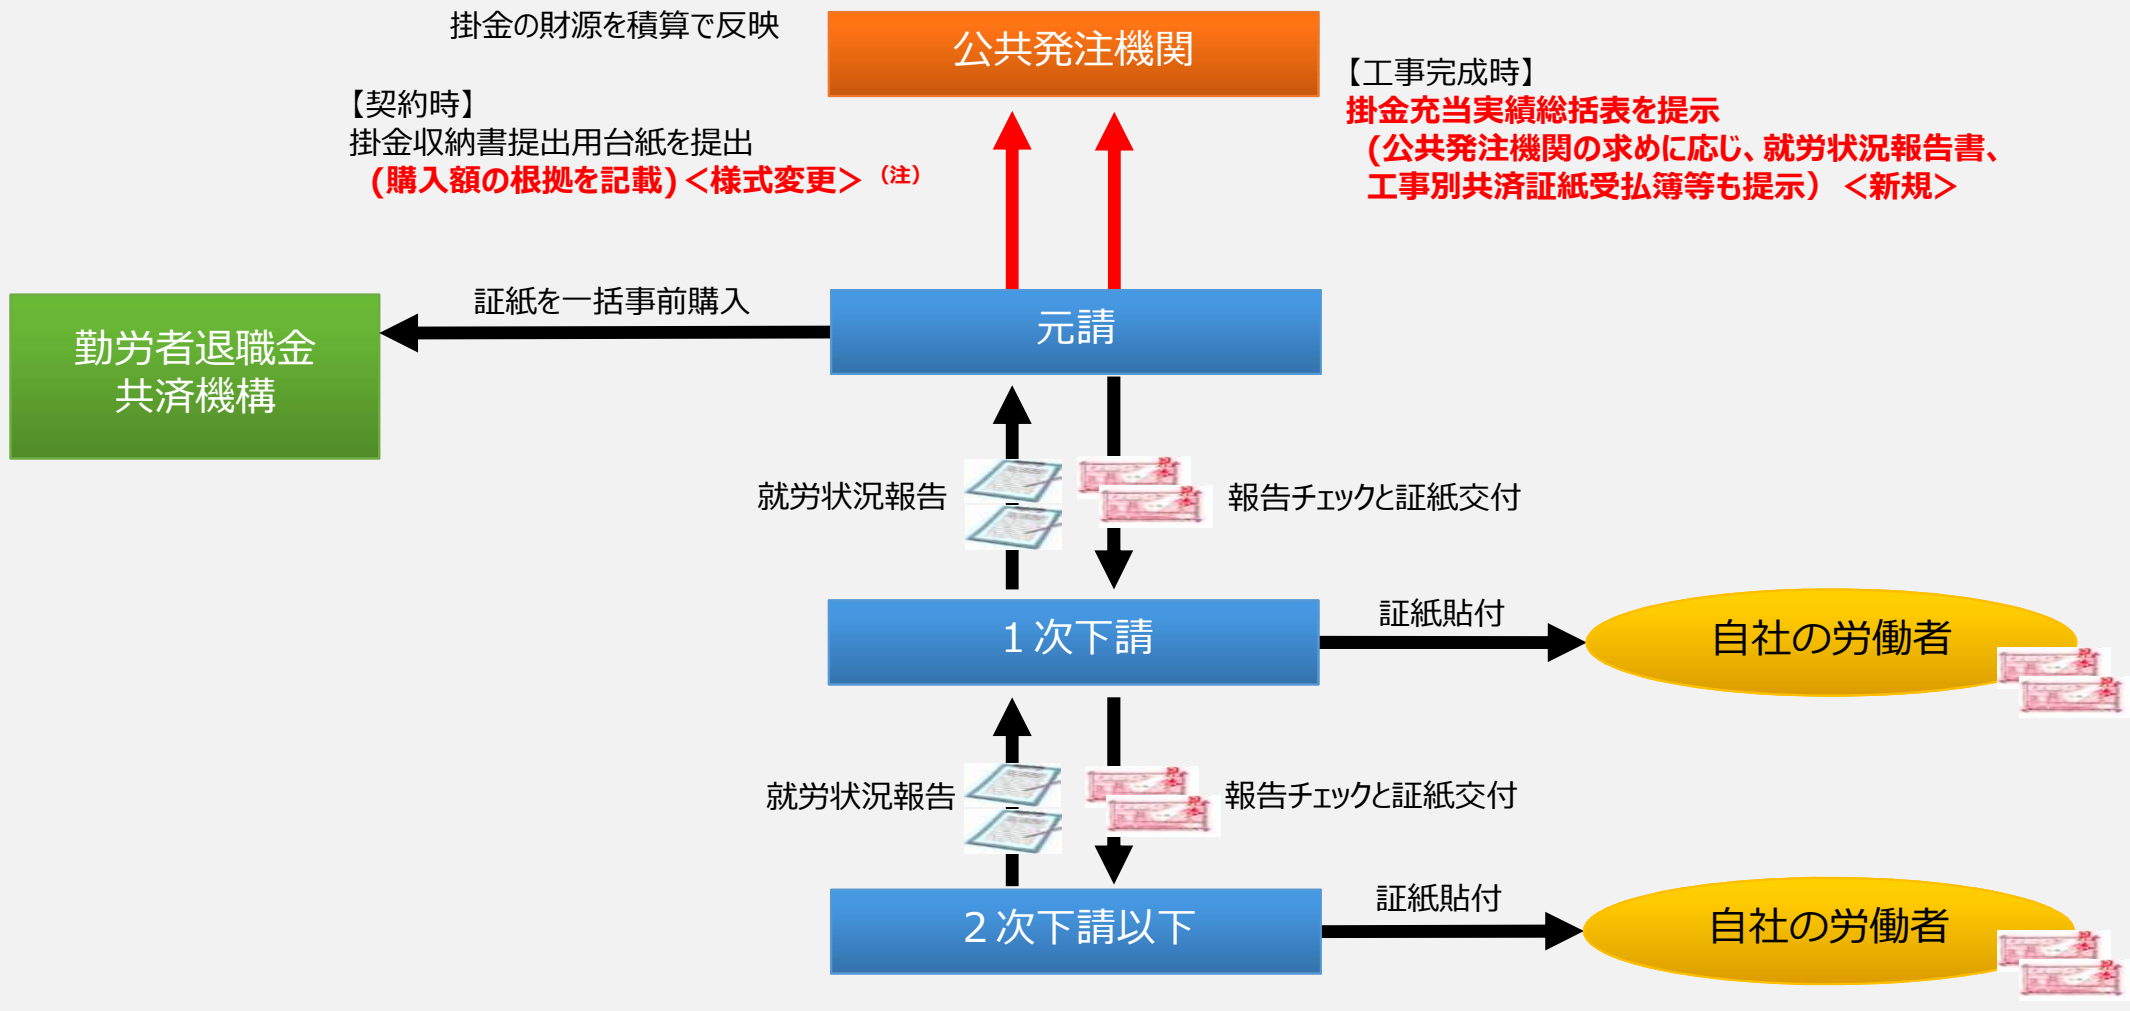 掛金の財源を積算で反映
公共発注機関
【契約時】
掛金収納書提出用台紙を提出
(購入額の根拠を記載)<様式変更>(注)
【工事完成時】
掛金充当実績総括表を提示
(公共発注機関の求めに応じ、就労状況報告書、
工事別共済証紙受払簿等も提示)<新規>
証紙を一括事前購入
元請
勤労者退職金
共済機構
就労状況報告
報告チェックと証紙交付
1次下請
証紙貼付
自社の労働者
就労状況報告
報告チェックと証紙交付
2次下請以下
証紙貼付
自社の労働者